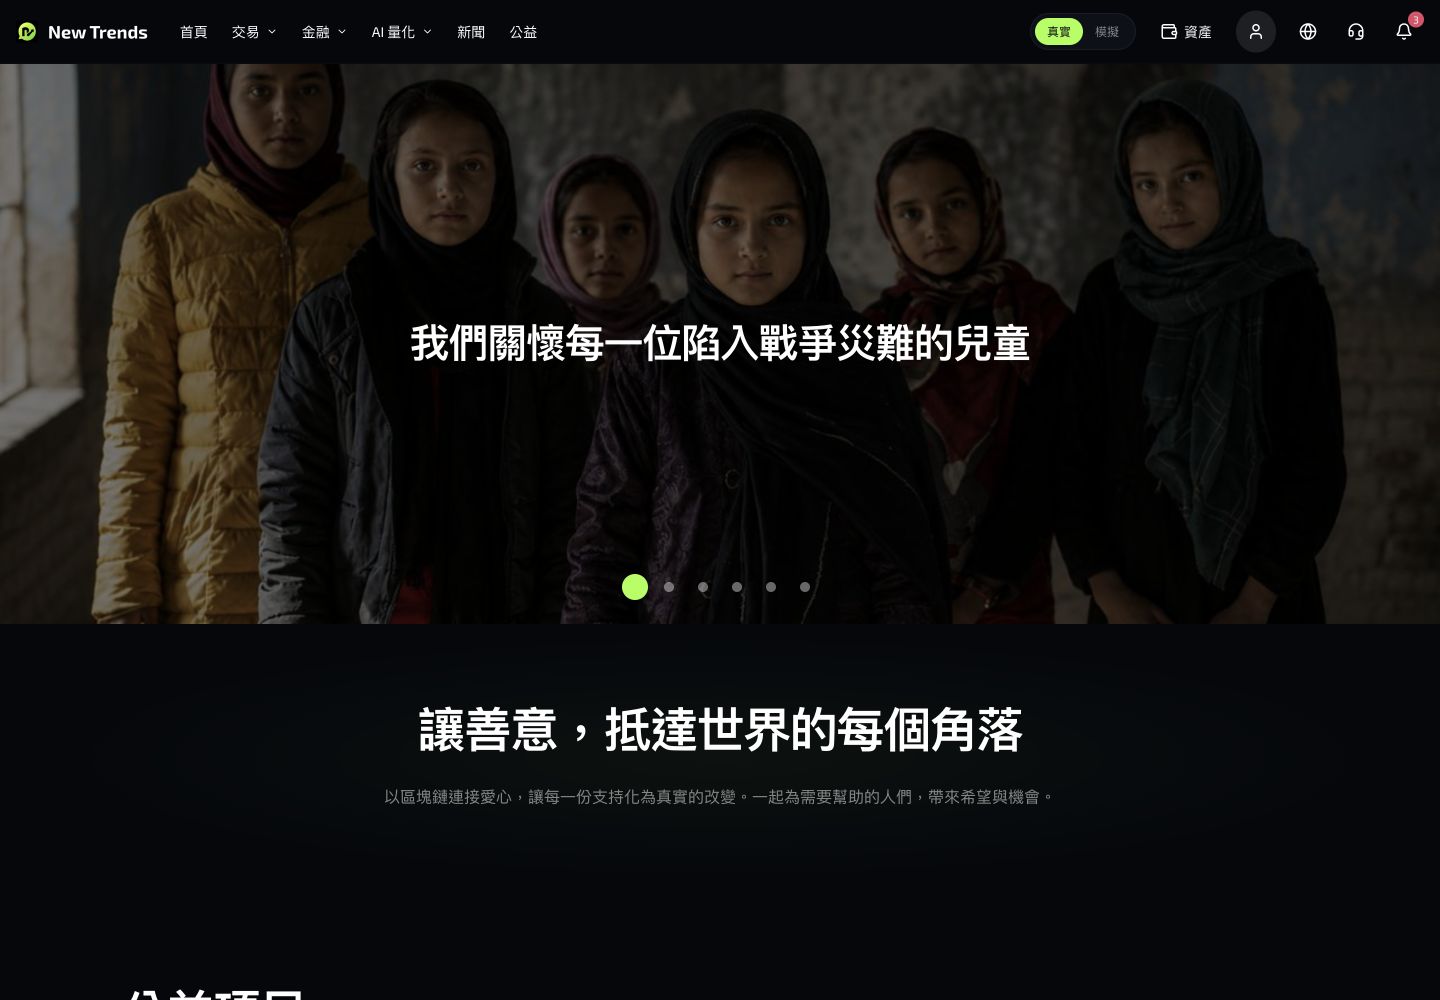 New Trends
首頁
交易
金融
AI 量化
新聞
公益
真實
模擬
資產
3
我們關懷每一位陷入戰爭災難的兒童
讓善意，抵達世界的每個角落
以區塊鏈連接愛心，讓每一份支持化為真實的改變。一起為需要幫助的人們，帶來希望與機會。
公益項目